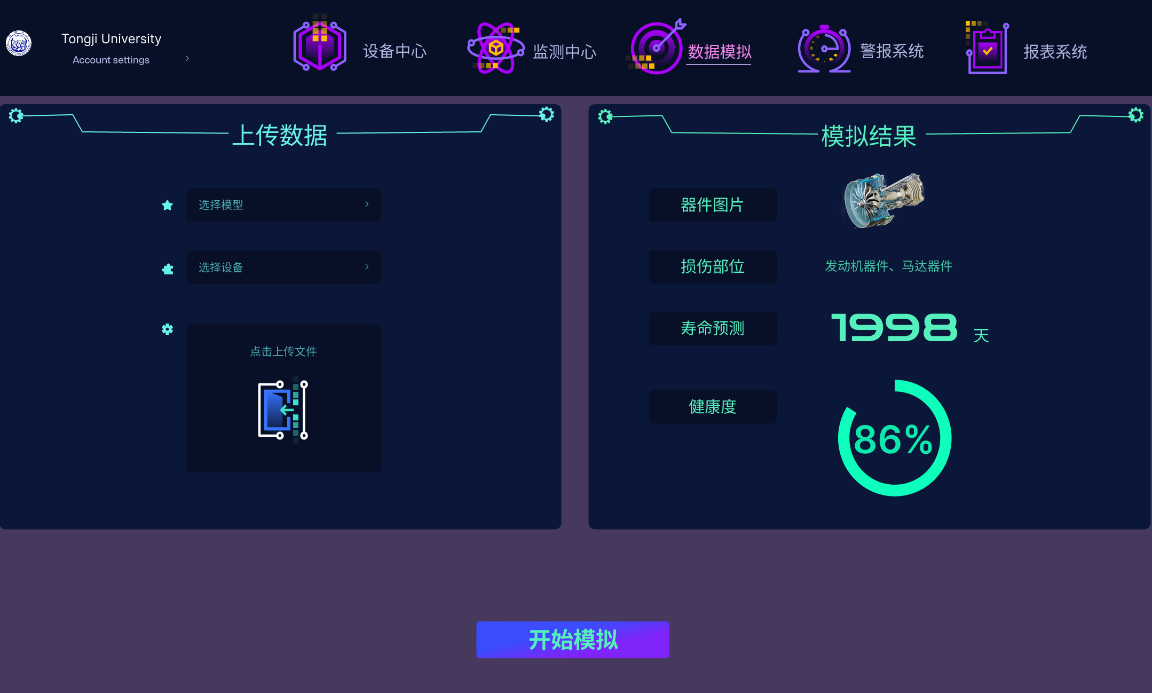 Tongji University
Account settings
设备中心
监测中心
数据模拟
警报系统
报表系统
上传数据
选择模型
选择设备
点击上传文件
模拟结果
器件图片
损伤部位
发动机器件、马达器件
寿命预测
1998 天
健康度
86%
开始模拟